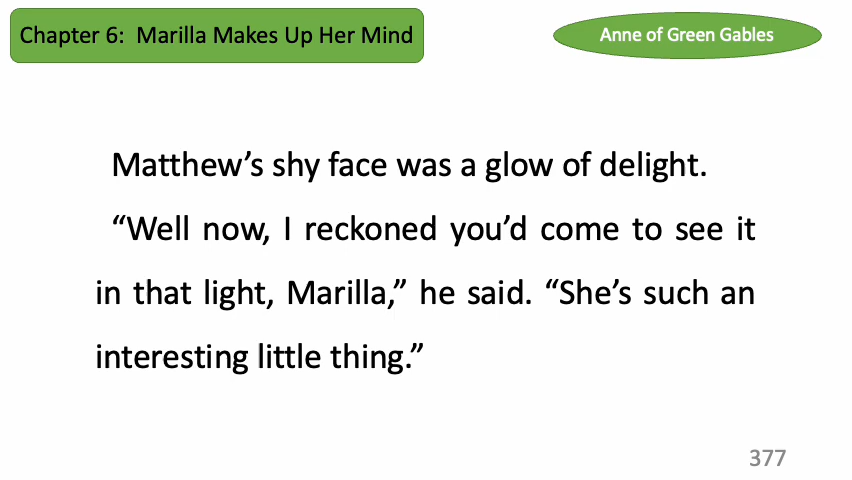 Chapter 6:  Marilla Makes Up Her Mind
Anne of Green Gables
Matthew’s shy face was a glow of delight.
“Well now, I reckoned you’d come to see it
in that light, Marilla,” he said. “She’s such an
interesting little thing.”
377